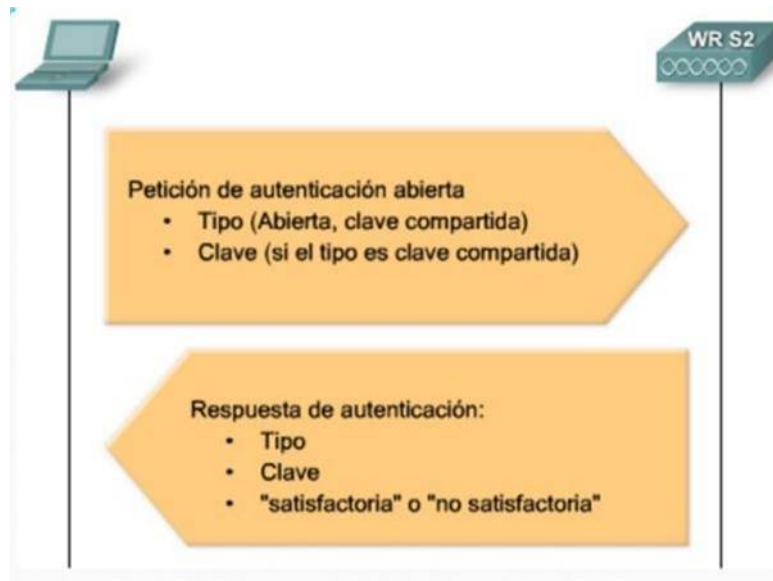 WR S2
Petición de autenticación abierta
• Tipo (Abierta, clave compartida)
• Clave (si el tipo es clave compartida)
Respuesta de autenticación:
• Tipo
• Clave
• "satisfactoria" o "no satisfactoria"